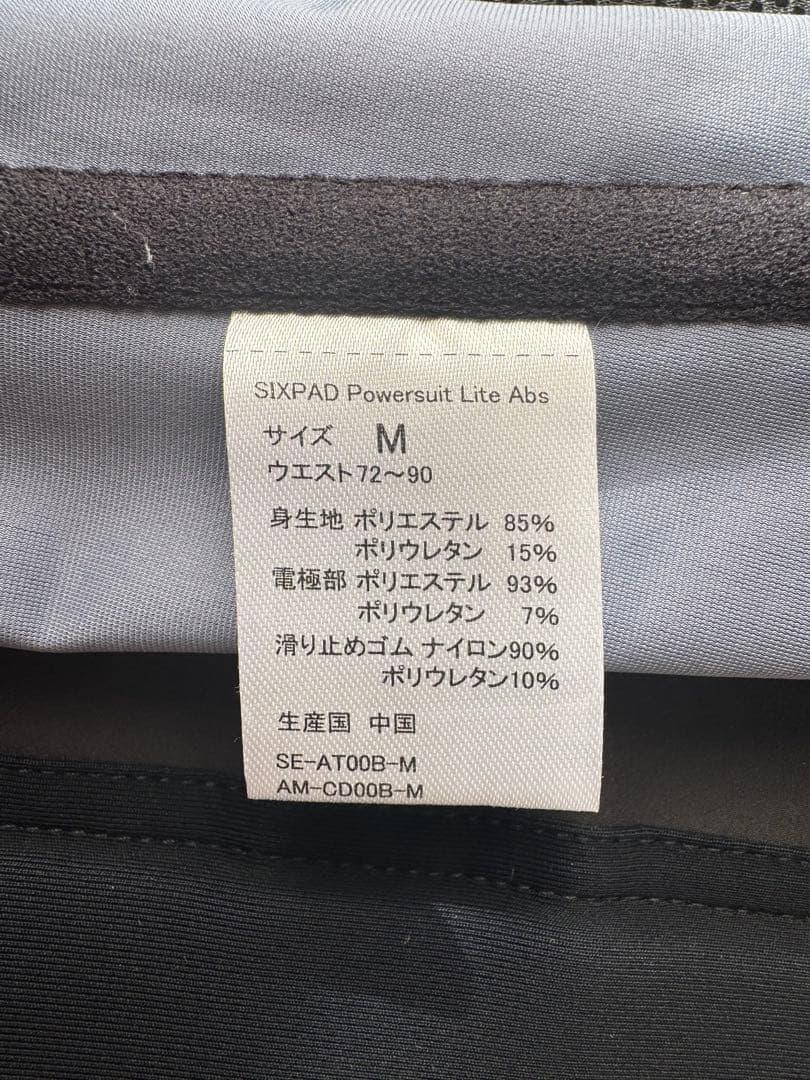 SIXPAD Powersuit Lite Abs
サイズ M
ウエスト72～90
身生地 ポリエステル 85%
ポリウレタン 15%
電極部 ポリエステル 93%
ポリウレタン 7%
滑り止めゴム ナイロン90%
ポリウレタン10%
生産国 中国
SE-AT00B-M
AM-CD00B-M